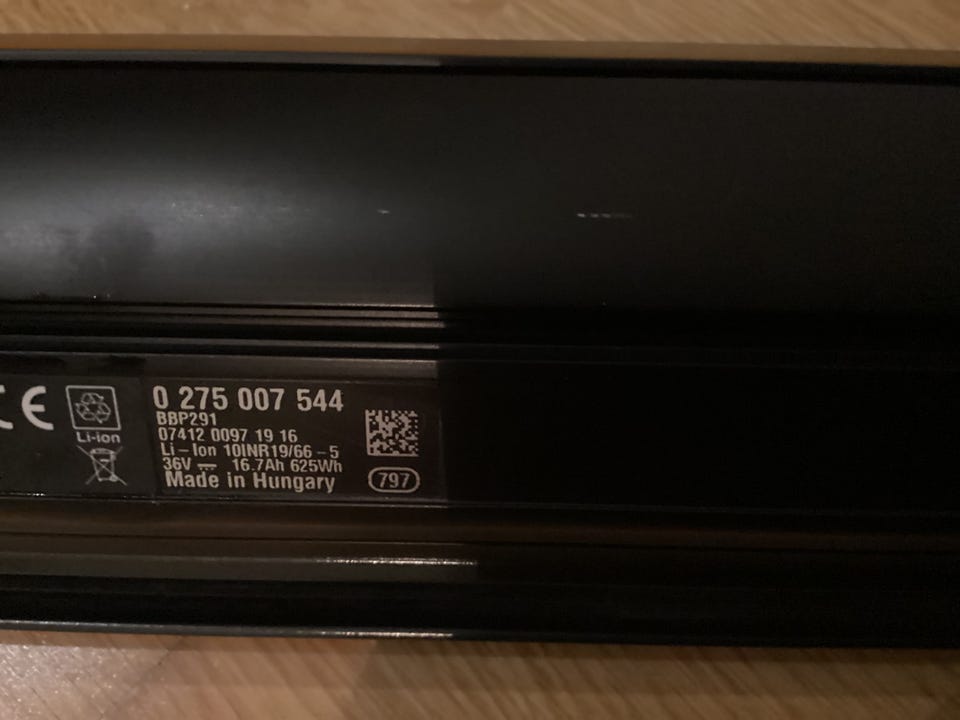 CE
Li-ion
0 275 007 544
BBP291
07412 0097 19 16
Li – Ion 10INR19/66 – 5
36V ⎓ 16.7Ah 625Wh
Made in Hungary
797